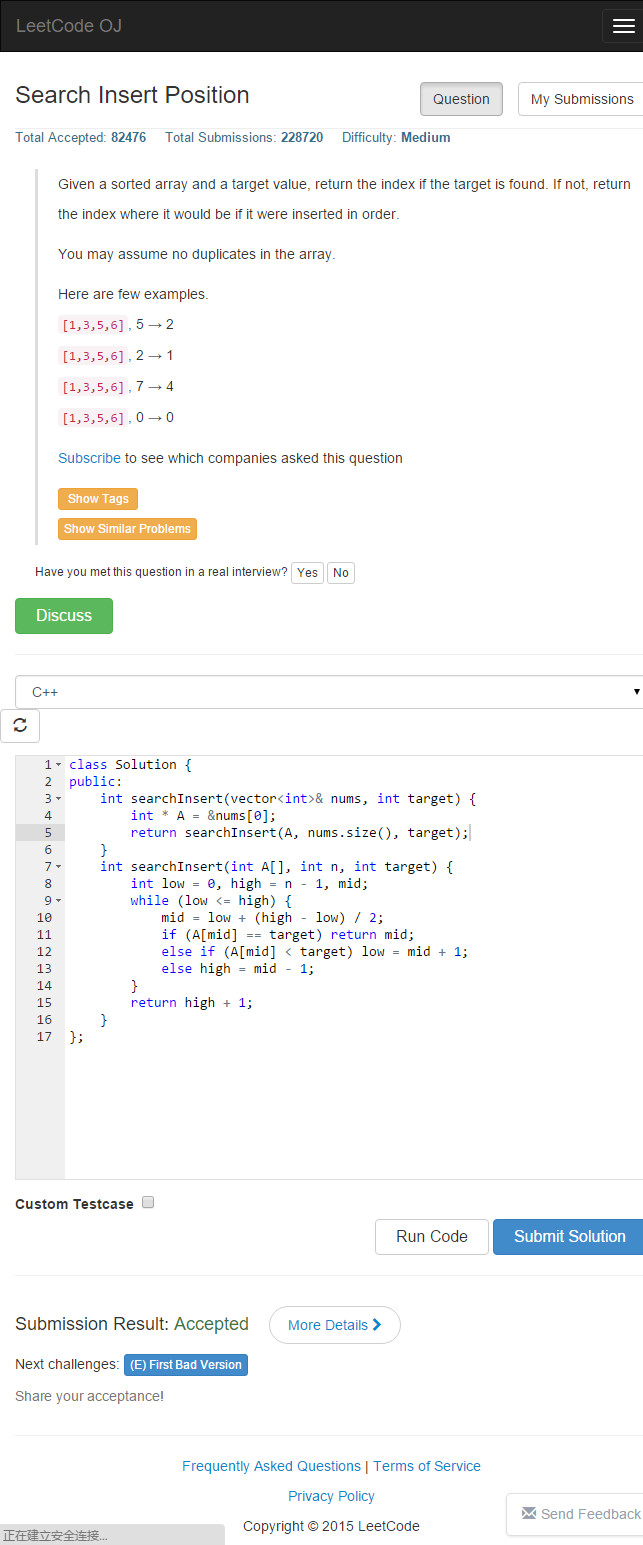 LeetCode OJ
Search Insert Position
Question
My Submissions
Total Accepted: 82476 Total Submissions: 228720 Difficulty: Medium
Given a sorted array and a target value, return the index if the target is found. If not, return
the index where it would be if it were inserted in order.
You may assume no duplicates in the array.
Here are few examples.
[1,3,5,6], 5 → 2
[1,3,5,6], 2 → 1
[1,3,5,6], 7 → 4
[1,3,5,6], 0 → 0
Subscribe to see which companies asked this question
Show Tags
Show Similar Problems
Have you met this question in a real interview? Yes No
Discuss
C++
1 class Solution {
2 public:
3     int searchInsert(vector<int>& nums, int target) {
4         int * A = &nums[0];
5         return searchInsert(A, nums.size(), target);
6     }
7     int searchInsert(int A[], int n, int target) {
8         int low = 0, high = n - 1, mid;
9         while (low <= high) {
10             mid = low + (high - low) / 2;
11             if (A[mid] == target) return mid;
12             else if (A[mid] < target) low = mid + 1;
13             else high = mid - 1;
14         }
15         return high + 1;
16     }
17 };
Custom Testcase
Run Code
Submit Solution
Submission Result: Accepted
More Details
Next challenges: (E) First Bad Version
Share your acceptance!
Frequently Asked Questions | Terms of Service
Privacy Policy
Send Feedback
Copyright © 2015 LeetCode
正在建立安全连接...